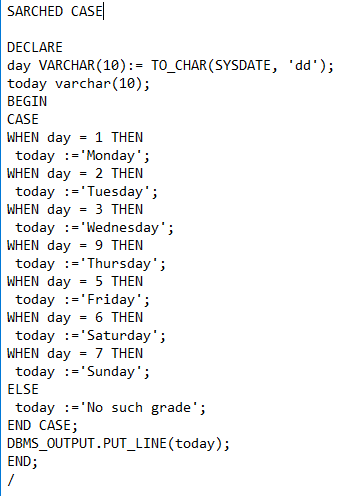 SARCHED CASE

DECLARE
day VARCHAR(10):= TO_CHAR(SYSDATE, 'dd');
today varchar(10);
BEGIN
CASE
WHEN day = 1 THEN
 today :='Monday';
WHEN day = 2 THEN
 today :='Tuesday';
WHEN day = 3 THEN
 today :='Wednesday';
WHEN day = 9 THEN
 today :='Thursday';
WHEN day = 5 THEN
 today :='Friday';
WHEN day = 6 THEN
 today :='Saturday';
WHEN day = 7 THEN
 today :='Sunday';
ELSE
 today :='No such grade';
END CASE;
DBMS_OUTPUT.PUT_LINE(today);
END;
/